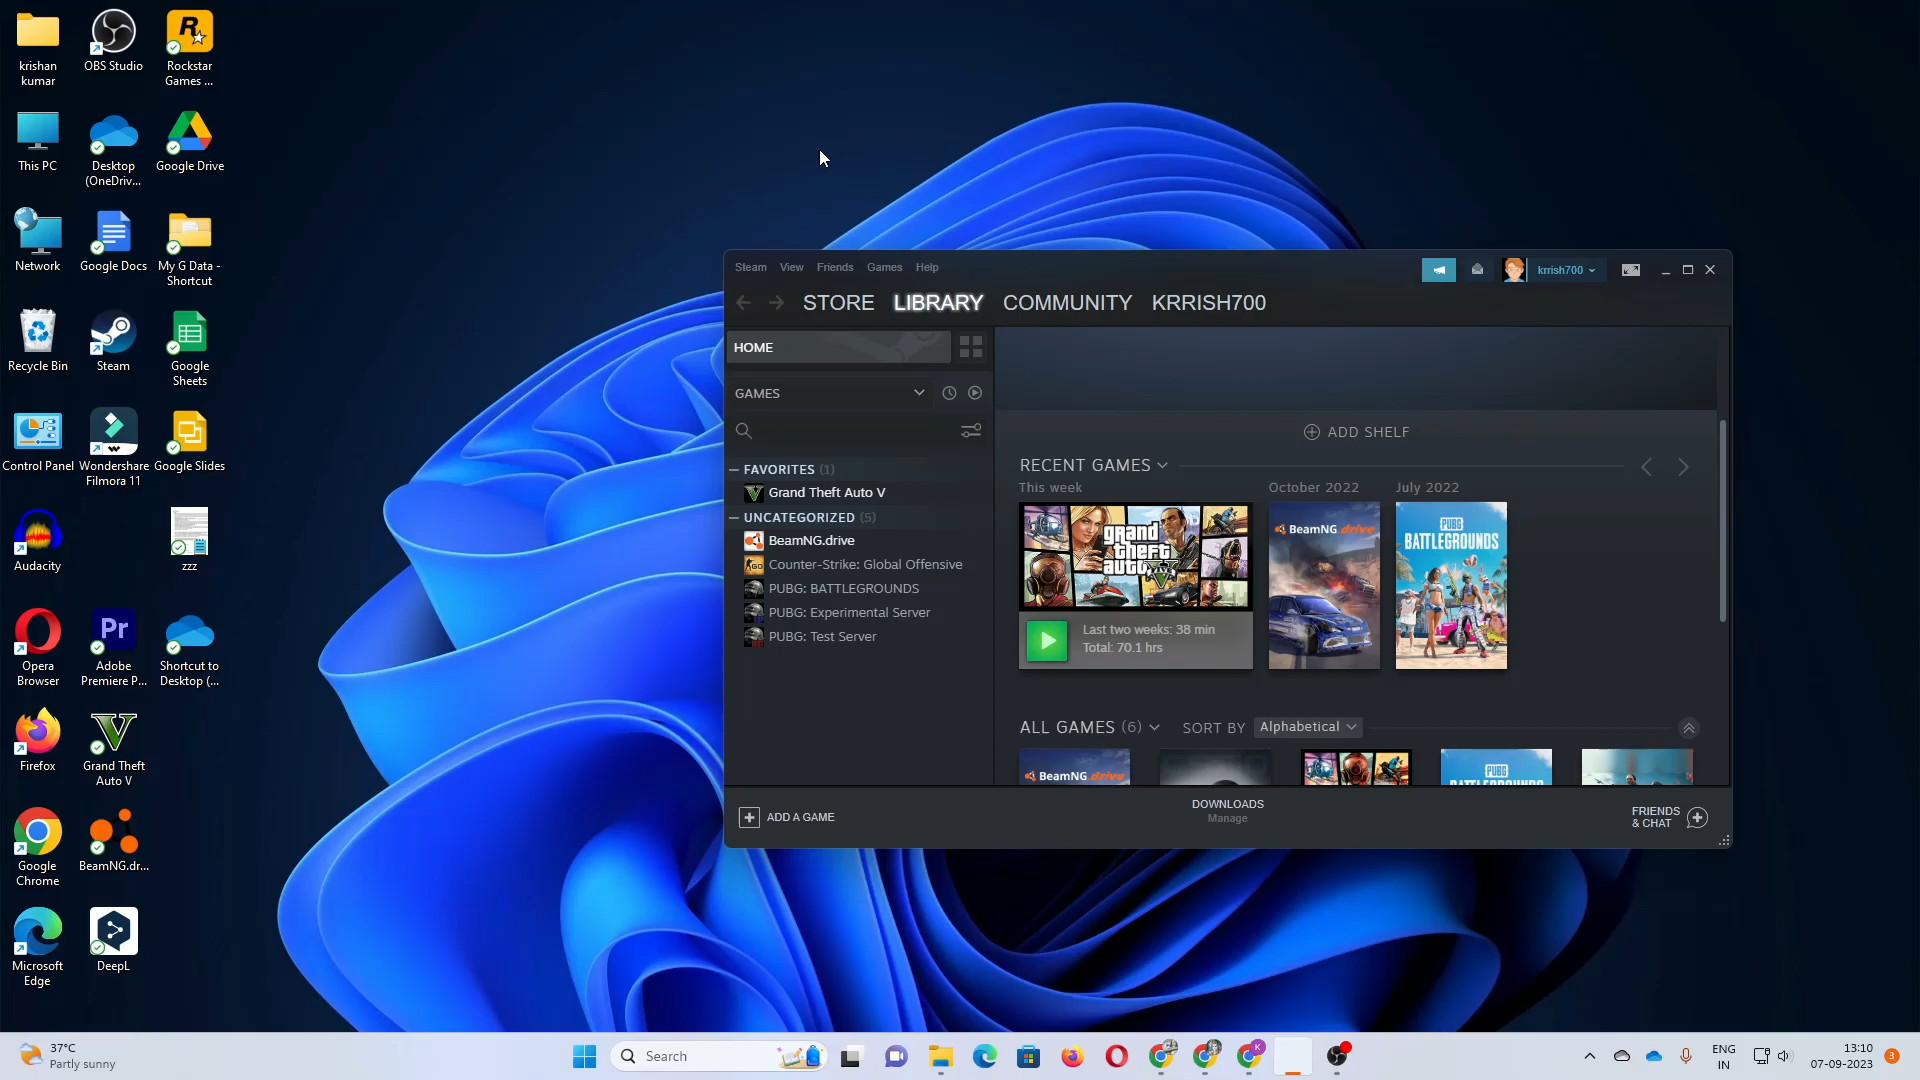 krishan
kumar
OBS Studio
Rockstar
Games ...
This PC
Desktop
(OneDriv...
Google Drive
Network
Google Docs
My G Data -
Shortcut
Recycle Bin
Steam
Google
Sheets
Control Panel
Wondershare
Filmora 11
Google Slides
Audacity
zzz
Opera
Browser
Pr
Adobe
Premiere P...
Shortcut to
Desktop (...
Firefox
Grand Theft
Auto V
Google
Chrome
BeamNG.dr...
Microsoft
Edge
DeepL
Steam View Friends Games Help
krrish700
STORE LIBRARY COMMUNITY KRRISH700
HOME
GAMES
FAVORITES (1)
Grand Theft Auto V
UNCATEGORIZED (5)
BeamNG.drive
Counter-Strike: Global Offensive
PUBG: BATTLEGROUNDS
PUBG: Experimental Server
PUBG: Test Server
ADD SHELF
RECENT GAMES
This week
October 2022
July 2022
grand
theft
auto
V
Last two weeks: 38 min
Total: 70.1 hrs
BeamNG.drive
PUBG
BATTLEGROUNDS
ALL GAMES (6)
SORT BY Alphabetical
BeamNG.drive
PUBG
ADD A GAME
DOWNLOADS
Manage
FRIENDS
& CHAT
37°C
Partly sunny
Search
K
ENG
IN
13:10
07-09-2023
3